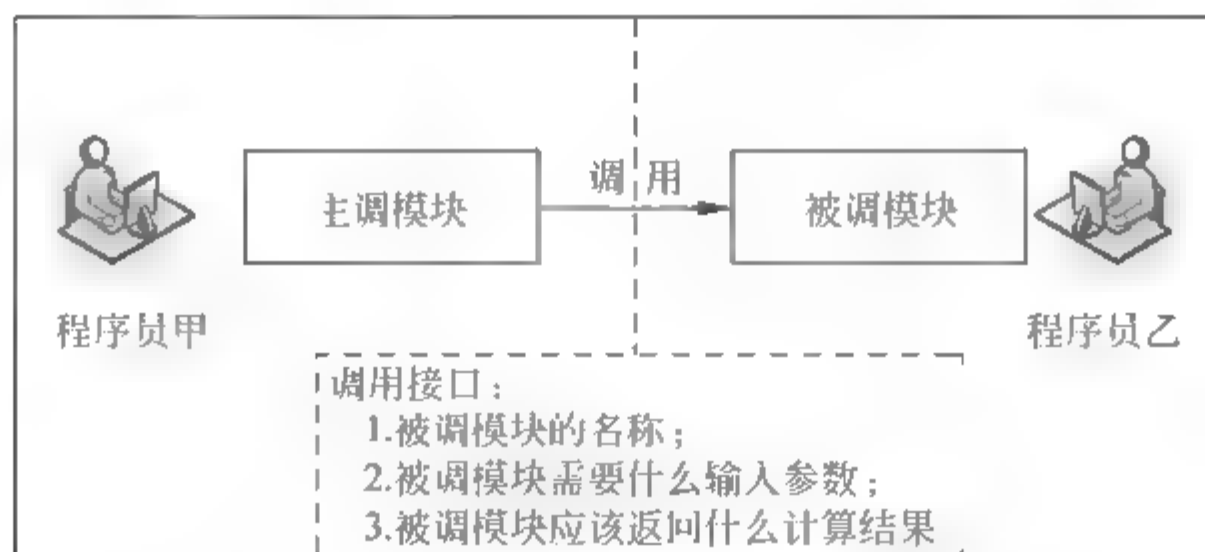 主调模块
调用
被调模块
程序员甲
程序员乙
调用接口：
1.被调模块的名称；
2.被调模块需要什么输入参数；
3.被调模块应该返回什么计算结果